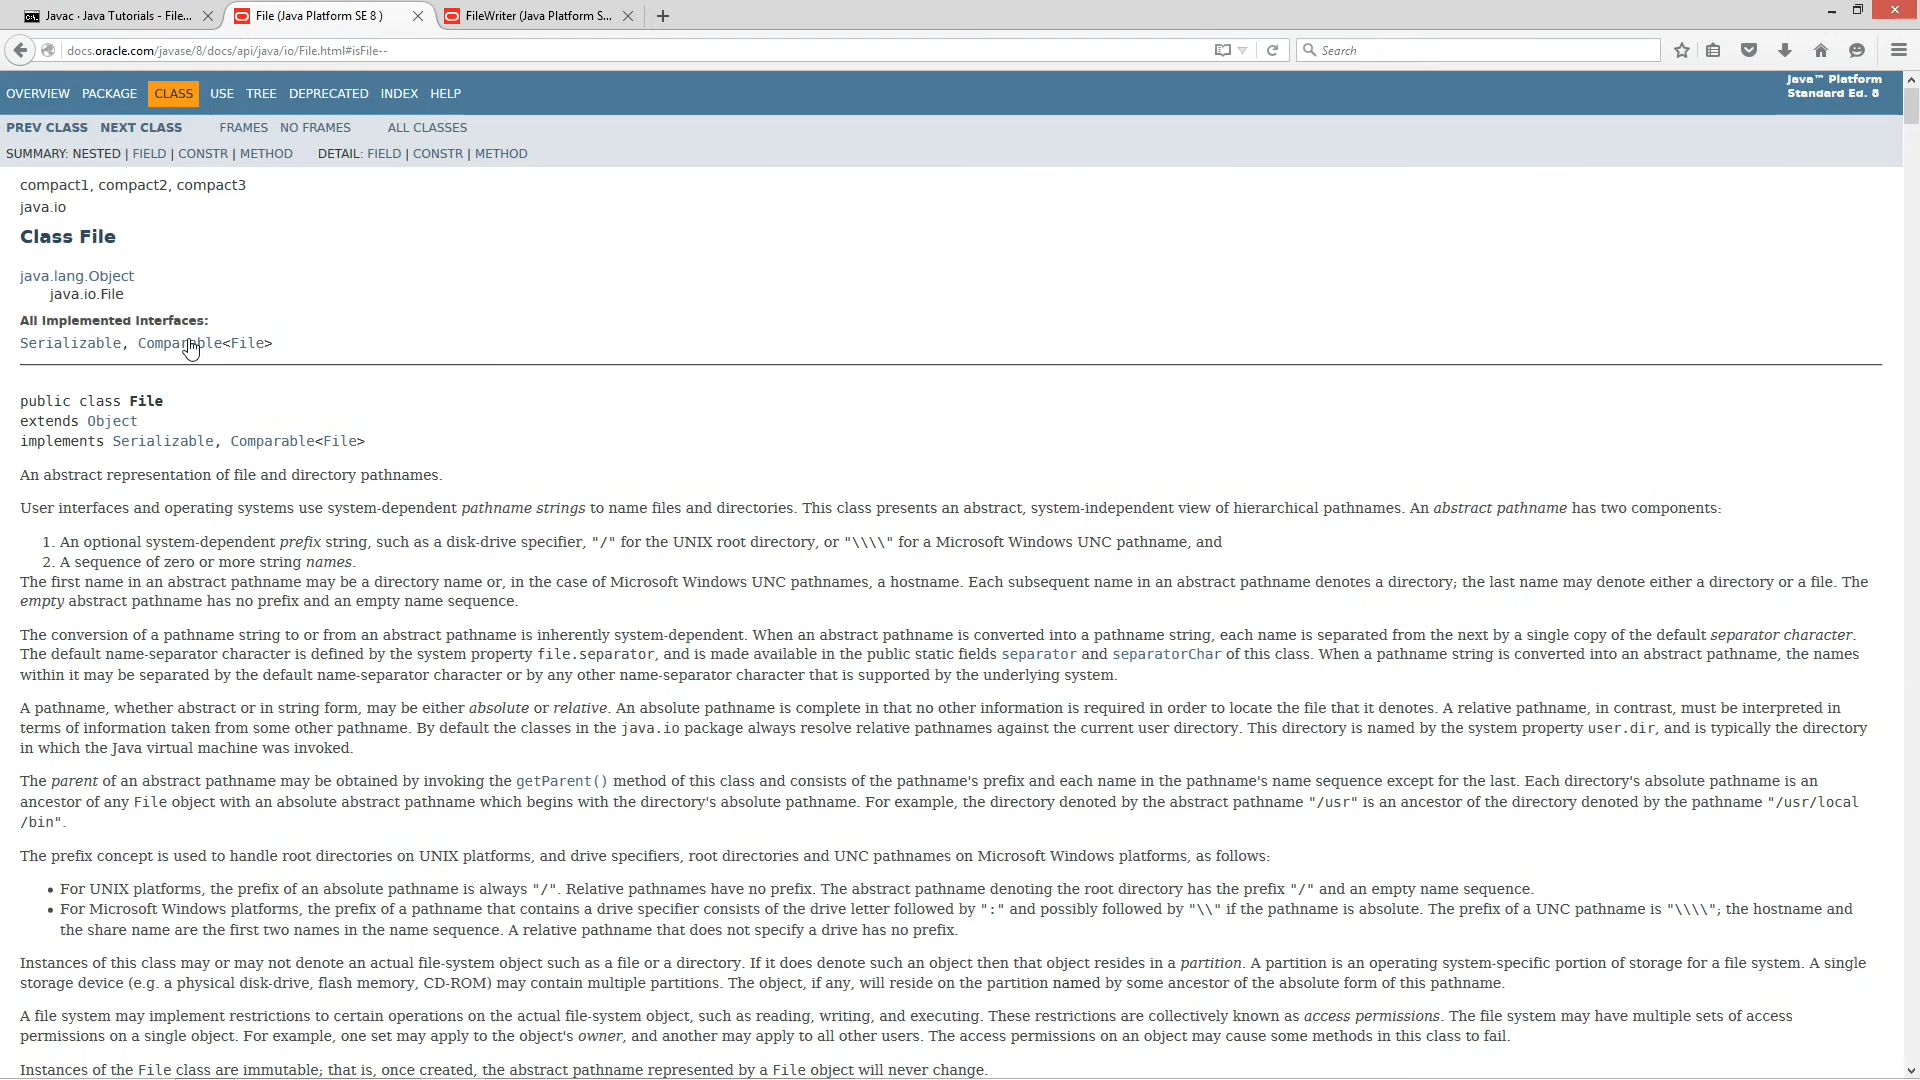 Javac · Java Tutorials - File...
File (Java Platform SE 8 )
FileWriter (Java Platform S...
docs.oracle.com/javase/8/docs/api/java/io/File.html#isFile--
Search
OVERVIEW PACKAGE CLASS USE TREE DEPRECATED INDEX HELP
Java™ Platform
Standard Ed. 8
PREV CLASS NEXT CLASS FRAMES NO FRAMES ALL CLASSES
SUMMARY: NESTED | FIELD | CONSTR | METHOD DETAIL: FIELD | CONSTR | METHOD
compact1, compact2, compact3
java.io
Class File
java.lang.Object
java.io.File
All Implemented Interfaces:
Serializable, Comparable<File>
public class File
extends Object
implements Serializable, Comparable<File>
An abstract representation of file and directory pathnames.
User interfaces and operating systems use system-dependent pathname strings to name files and directories. This class presents an abstract, system-independent view of hierarchical pathnames. An abstract pathname has two components:
1. An optional system-dependent prefix string, such as a disk-drive specifier, "/" for the UNIX root directory, or "\\\\" for a Microsoft Windows UNC pathname, and
2. A sequence of zero or more string names.
The first name in an abstract pathname may be a directory name or, in the case of Microsoft Windows UNC pathnames, a hostname. Each subsequent name in an abstract pathname denotes a directory; the last name may denote either a directory or a file. The
empty abstract pathname has no prefix and an empty name sequence.
The conversion of a pathname string to or from an abstract pathname is inherently system-dependent. When an abstract pathname is converted into a pathname string, each name is separated from the next by a single copy of the default separator character.
The default name-separator character is defined by the system property file.separator, and is made available in the public static fields separator and separatorChar of this class. When a pathname string is converted into an abstract pathname, the names
within it may be separated by the default name-separator character or by any other name-separator character that is supported by the underlying system.
A pathname, whether abstract or in string form, may be either absolute or relative. An absolute pathname is complete in that no other information is required in order to locate the file that it denotes. A relative pathname, in contrast, must be interpreted in
terms of information taken from some other pathname. By default the classes in the java.io package always resolve relative pathnames against the current user directory. This directory is named by the system property user.dir, and is typically the directory
in which the Java virtual machine was invoked.
The parent of an abstract pathname may be obtained by invoking the getParent() method of this class and consists of the pathname's prefix and each name in the pathname's name sequence except for the last. Each directory's absolute pathname is an
ancestor of any File object with an absolute abstract pathname which begins with the directory's absolute pathname. For example, the directory denoted by the abstract pathname "/usr" is an ancestor of the directory denoted by the pathname "/usr/local
/bin".
The prefix concept is used to handle root directories on UNIX platforms, and drive specifiers, root directories and UNC pathnames on Microsoft Windows platforms, as follows:
• For UNIX platforms, the prefix of an absolute pathname is always "/". Relative pathnames have no prefix. The abstract pathname denoting the root directory has the prefix "/" and an empty name sequence.
• For Microsoft Windows platforms, the prefix of a pathname that contains a drive specifier consists of the drive letter followed by ":" and possibly followed by "\\" if the pathname is absolute. The prefix of a UNC pathname is "\\\\"; the hostname and
the share name are the first two names in the name sequence. A relative pathname that does not specify a drive has no prefix.
Instances of this class may or may not denote an actual file-system object such as a file or a directory. If it does denote such an object then that object resides in a partition. A partition is an operating system-specific portion of storage for a file system. A single
storage device (e.g. a physical disk-drive, flash memory, CD-ROM) may contain multiple partitions. The object, if any, will reside on the partition named by some ancestor of the absolute form of this pathname.
A file system may implement restrictions to certain operations on the actual file-system object, such as reading, writing, and executing. These restrictions are collectively known as access permissions. The file system may have multiple sets of access
permissions on a single object. For example, one set may apply to the object's owner, and another may apply to all other users. The access permissions on an object may cause some methods in this class to fail.
Instances of the File class are immutable; that is, once created, the abstract pathname represented by a File object will never change.